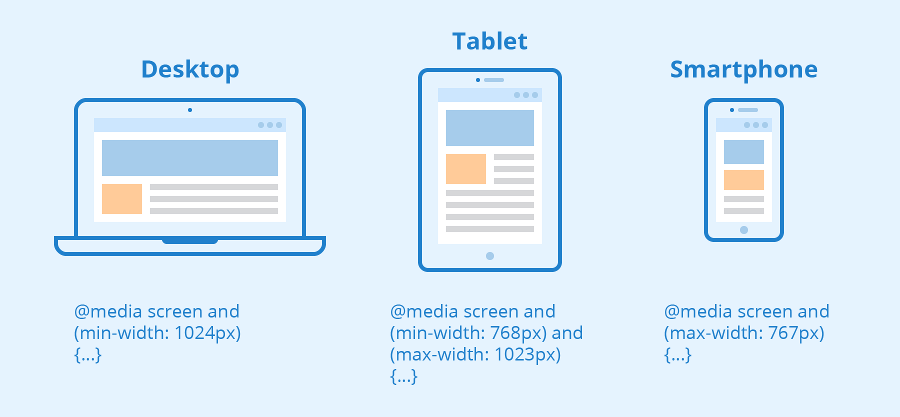 Desktop
Tablet
Smartphone
@media screen and
(min-width: 1024px)
{...}
@media screen and
(min-width: 768px) and
(max-width: 1023px)
{...}
@media screen and
(max-width: 767px)
{...}